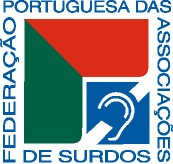 FEDERAÇÃO
PORTUGUESA DAS
ASSOCIAÇÕES
DE SURDOS